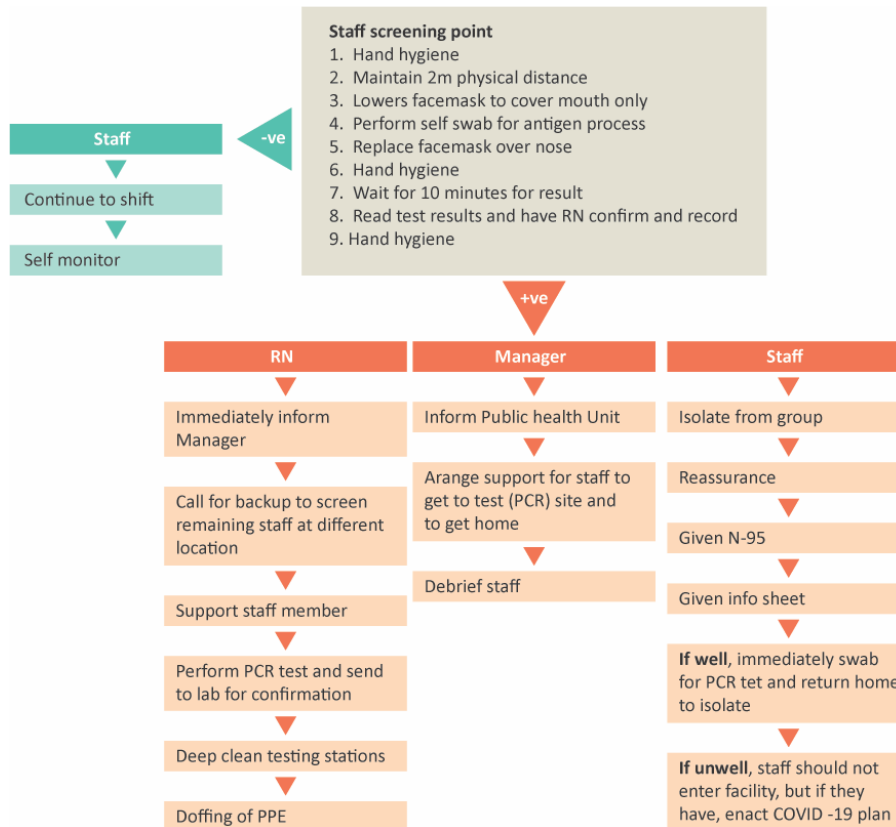 Staff screening point
1. Hand hygiene
2. Maintain 2m physical distance
3. Lowers facemask to cover mouth only
4. Perform self swab for antigen process
5. Replace facemask over nose
6. Hand hygiene
7. Wait for 10 minutes for result
8. Read test results and have RN confirm and record
9. Hand hygiene
-ve
Staff
Continue to shift
Self monitor
+ve
RN
Immediately inform
Manager
Call for backup to screen
remaining staff at different
location
Support staff member
Perform PCR test and send
to lab for confirmation
Deep clean testing stations
Doffing of PPE
Manager
Inform Public health Unit
Arange support for staff to
get to test (PCR) site and
to get home
Debrief staff
Staff
Isolate from group
Reassurance
Given N-95
Given info sheet
If well, immediately swab
for PCR tet and return home
to isolate
If unwell, staff should not
enter facility, but if they
have, enact COVID -19 plan